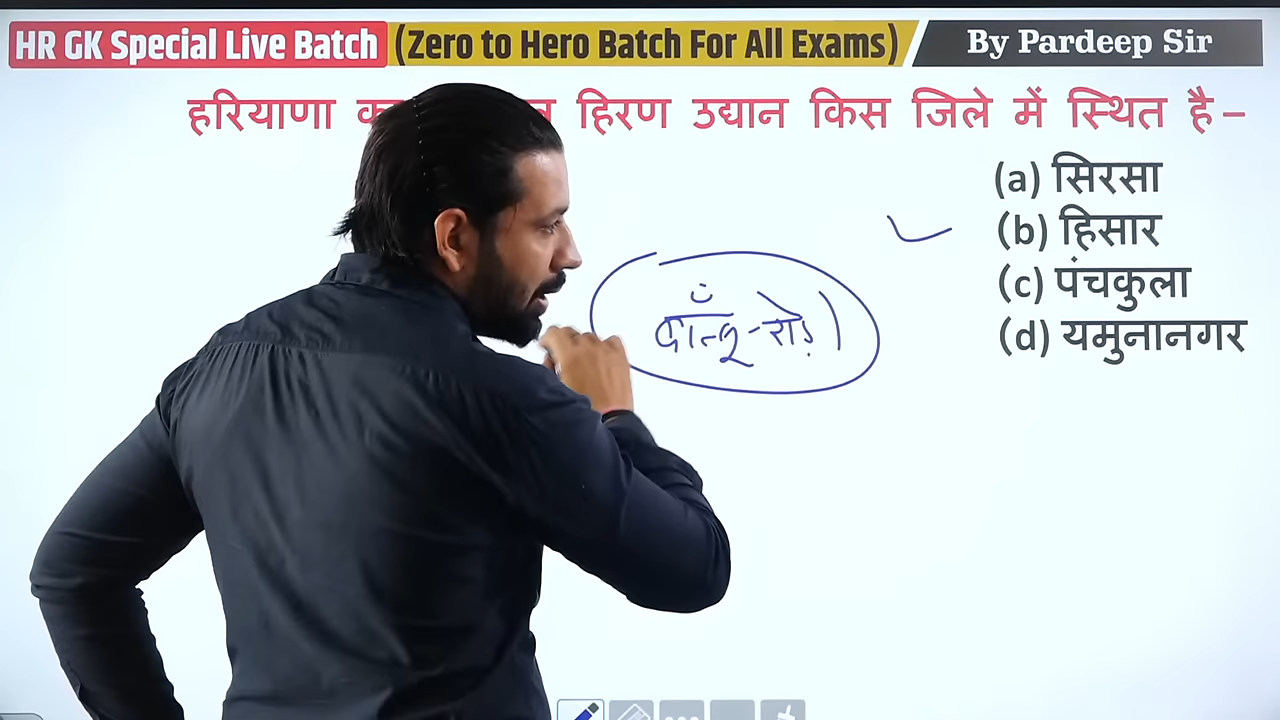 HR GK Special Live Batch (Zero to Hero Batch For All Exams) By Pardeep Sir
हरियाणा हिरण उद्यान किस जिले में स्थित है –
(a) सिरसा
(b) हिसार
(c) पंचकुला
(d) यमुनानगर